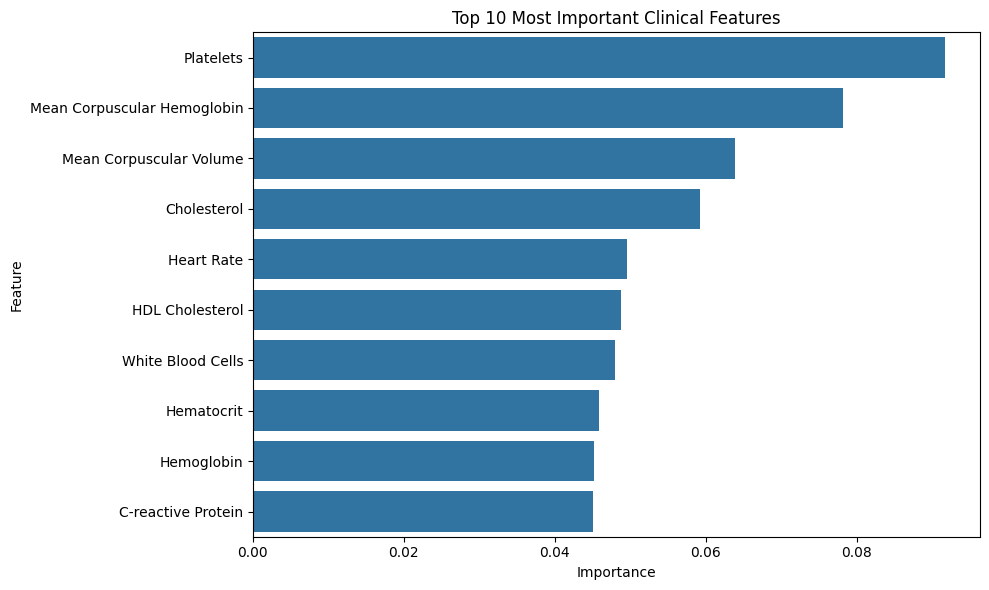 Top 10 Most Important Clinical Features
Platelets
Mean Corpuscular Hemoglobin
Mean Corpuscular Volume
Cholesterol
Heart Rate
HDL Cholesterol
White Blood Cells
Hematocrit
Hemoglobin
C-reactive Protein
Feature
0.00 0.02 0.04 0.06 0.08
Importance